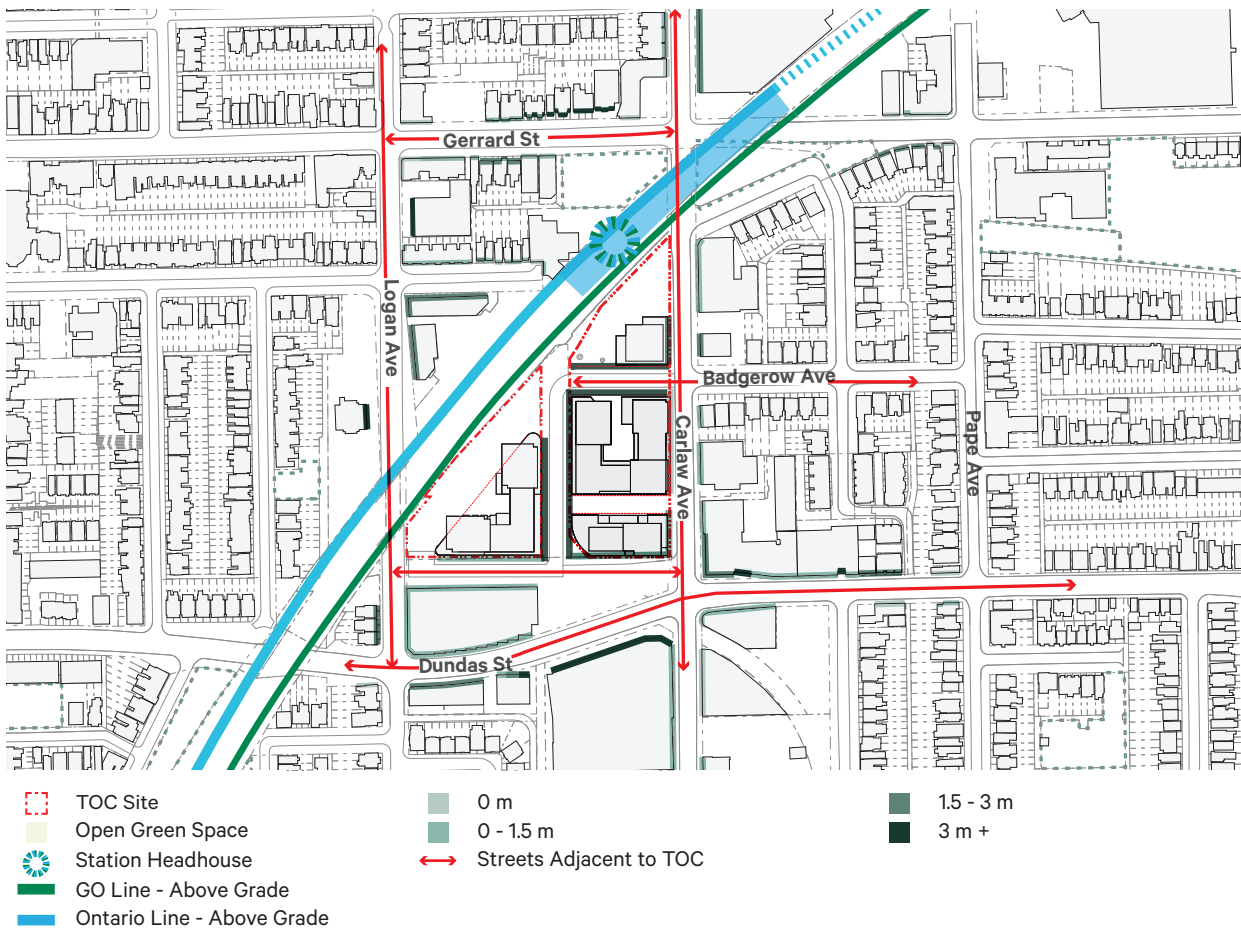 Gerrard St
Logan Ave
Badgerow Ave
Carlaw Ave
Pape Ave
Dundas St
TOC Site
Open Green Space
Station Headhouse
GO Line - Above Grade
Ontario Line - Above Grade
0 m
0 - 1.5 m
Streets Adjacent to TOC
1.5 - 3 m
3 m +